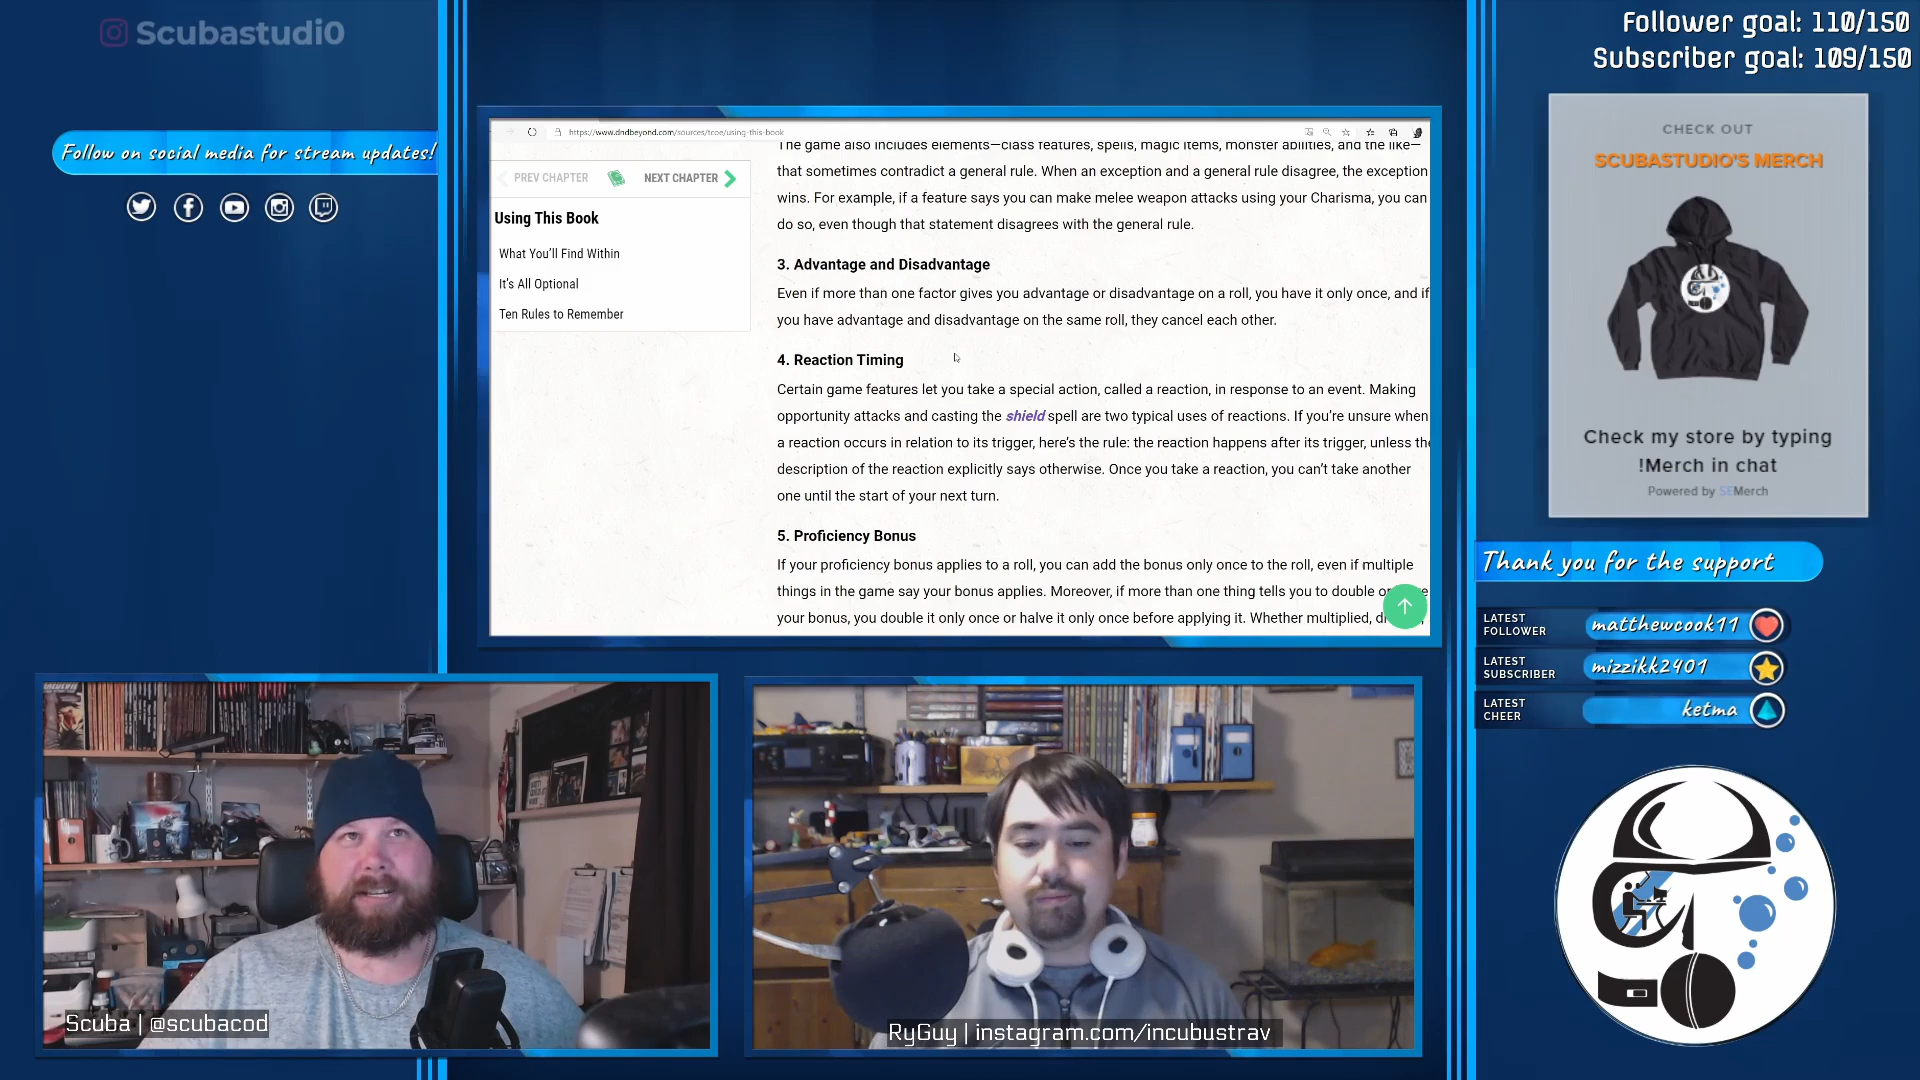 Scubastudi0
Follower goal: 110/150
Subscriber goal: 109/150
Follow on social media for stream updates!
https://www.dndbeyond.com/sources/tcoe/using-this-book
PREV CHAPTER
NEXT CHAPTER
Using This Book
What You'll Find Within
It's All Optional
Ten Rules to Remember
The game also includes elements—class features, spells, magic items, monster abilities, and the like—
that sometimes contradict a general rule. When an exception and a general rule disagree, the exception
wins. For example, if a feature says you can make melee weapon attacks using your Charisma, you can
do so, even though that statement disagrees with the general rule.
3. Advantage and Disadvantage
Even if more than one factor gives you advantage or disadvantage on a roll, you have it only once, and if
you have advantage and disadvantage on the same roll, they cancel each other.
4. Reaction Timing
Certain game features let you take a special action, called a reaction, in response to an event. Making
opportunity attacks and casting the shield spell are two typical uses of reactions. If you're unsure when
a reaction occurs in relation to its trigger, here's the rule: the reaction happens after its trigger, unless the
description of the reaction explicitly says otherwise. Once you take a reaction, you can't take another
one until the start of your next turn.
5. Proficiency Bonus
If your proficiency bonus applies to a roll, you can add the bonus only once to the roll, even if multiple
things in the game say your bonus applies. Moreover, if more than one thing tells you to double
your bonus, you double it only once or halve it only once before applying it. Whether multiplied,
CHECK OUT
SCUBASTUDIO'S MERCH
Check my store by typing
!Merch in chat
Powered by SEMerch
Thank you for the support
LATEST
FOLLOWER
matthewcook11
LATEST
SUBSCRIBER
mizzikk2401
LATEST
CHEER
ketma
Scuba | @scubacod
RyGuy | instagram.com/incubustrav